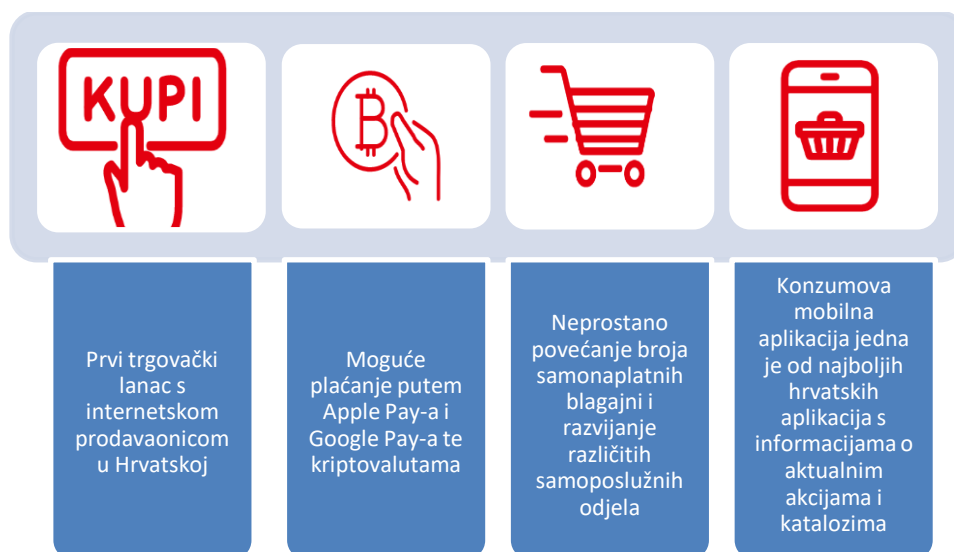 KUPI
Prvi trgovački
lanac s
internetskom
prodavaonicom
u Hrvatskoj
Moguće
plaćanje putem
Apple Pay-a i
Google Pay-a te
kriptovalutama
Neprostano
povećanje broja
samonaplatnih
blagajni i
razvijanje
različitih
samoposlužnih
odjela
Konzumova
mobilna
aplikacija jedna
je od najboljih
hrvatskih
aplikacija s
informacijama o
aktualnim
akcijama i
katalozima